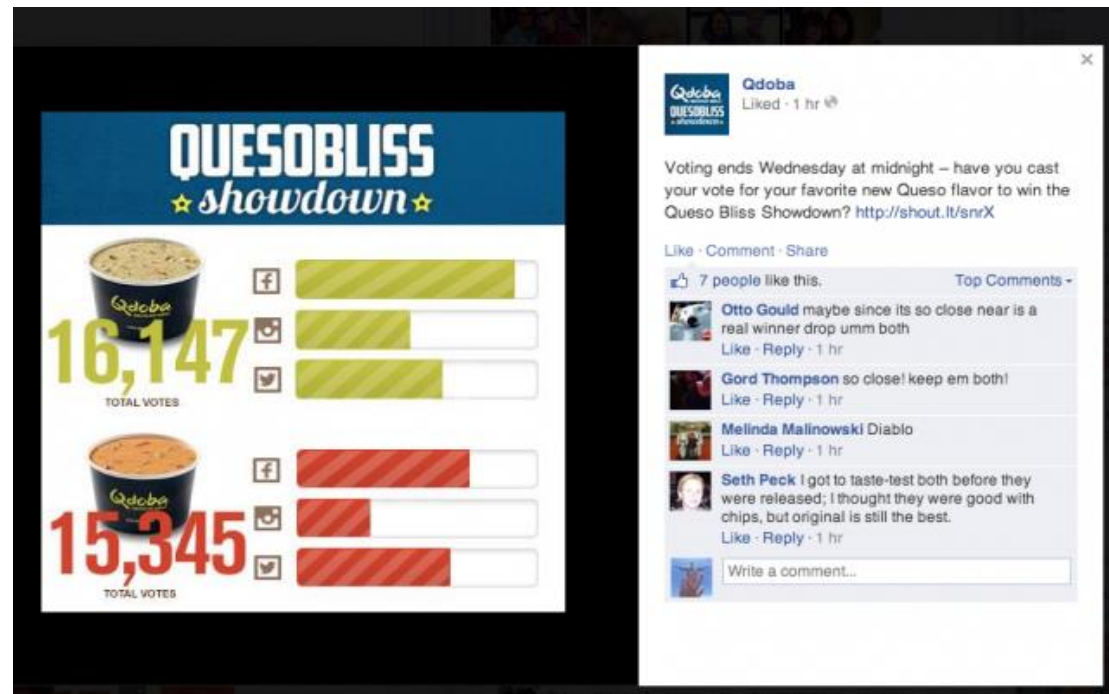 QUESOBLISS
showdown
Qdoba
16,147
TOTAL VOTES
Qdoba
15,345
TOTAL VOTES
Qdoba
QUESOBLISS
showdown
Qdoba
Liked · 1 hr
Voting ends Wednesday at midnight – have you cast
your vote for your favorite new Queso flavor to win the
Queso Bliss Showdown? http://shout.lt/snrX
Like · Comment · Share
7 people like this. Top Comments
Otto Gould maybe since its so close near is a
real winner drop umm both
Like · Reply · 1 hr
Gord Thompson so close! keep em both!
Like · Reply · 1 hr
Melinda Malinowski Diablo
Like · Reply · 1 hr
Seth Peck I got to taste-test both before they
were released; I thought they were good with
chips, but original is still the best.
Like · Reply · 1 hr
Write a comment...